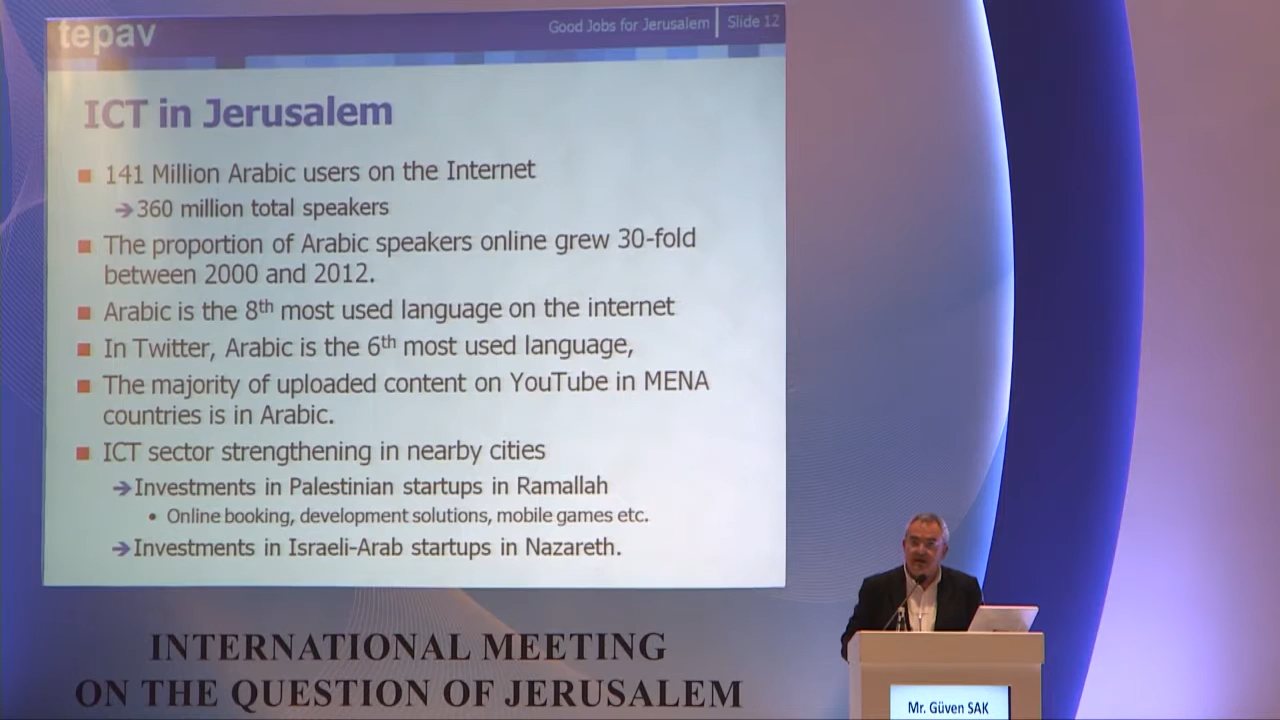 tepav
Good Jobs for Jerusalem | Slide 12
ICT in Jerusalem
■ 141 Million Arabic users on the Internet
➔ 360 million total speakers
■ The proportion of Arabic speakers online grew 30-fold
between 2000 and 2012.
■ Arabic is the 8th most used language on the internet
■ In Twitter, Arabic is the 6th most used language,
■ The majority of uploaded content on YouTube in MENA
countries is in Arabic.
■ ICT sector strengthening in nearby cities
➔ Investments in Palestinian startups in Ramallah
• Online booking, development solutions, mobile games etc.
➔ Investments in Israeli-Arab startups in Nazareth.
INTERNATIONAL MEETING
ON THE QUESTION OF JERUSALEM
Mr. Güven SAK